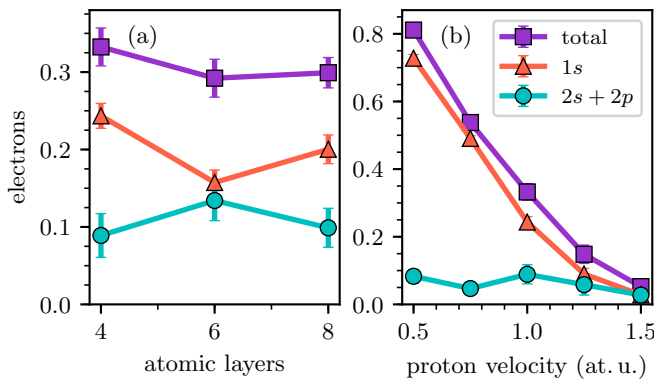 (a)
electrons
0.0
0.1
0.2
0.3
4
6
8
atomic layers
(b)
total
1s
2s + 2p
0.0
0.2
0.4
0.6
0.8
0.5
1.0
1.5
proton velocity (at. u.)